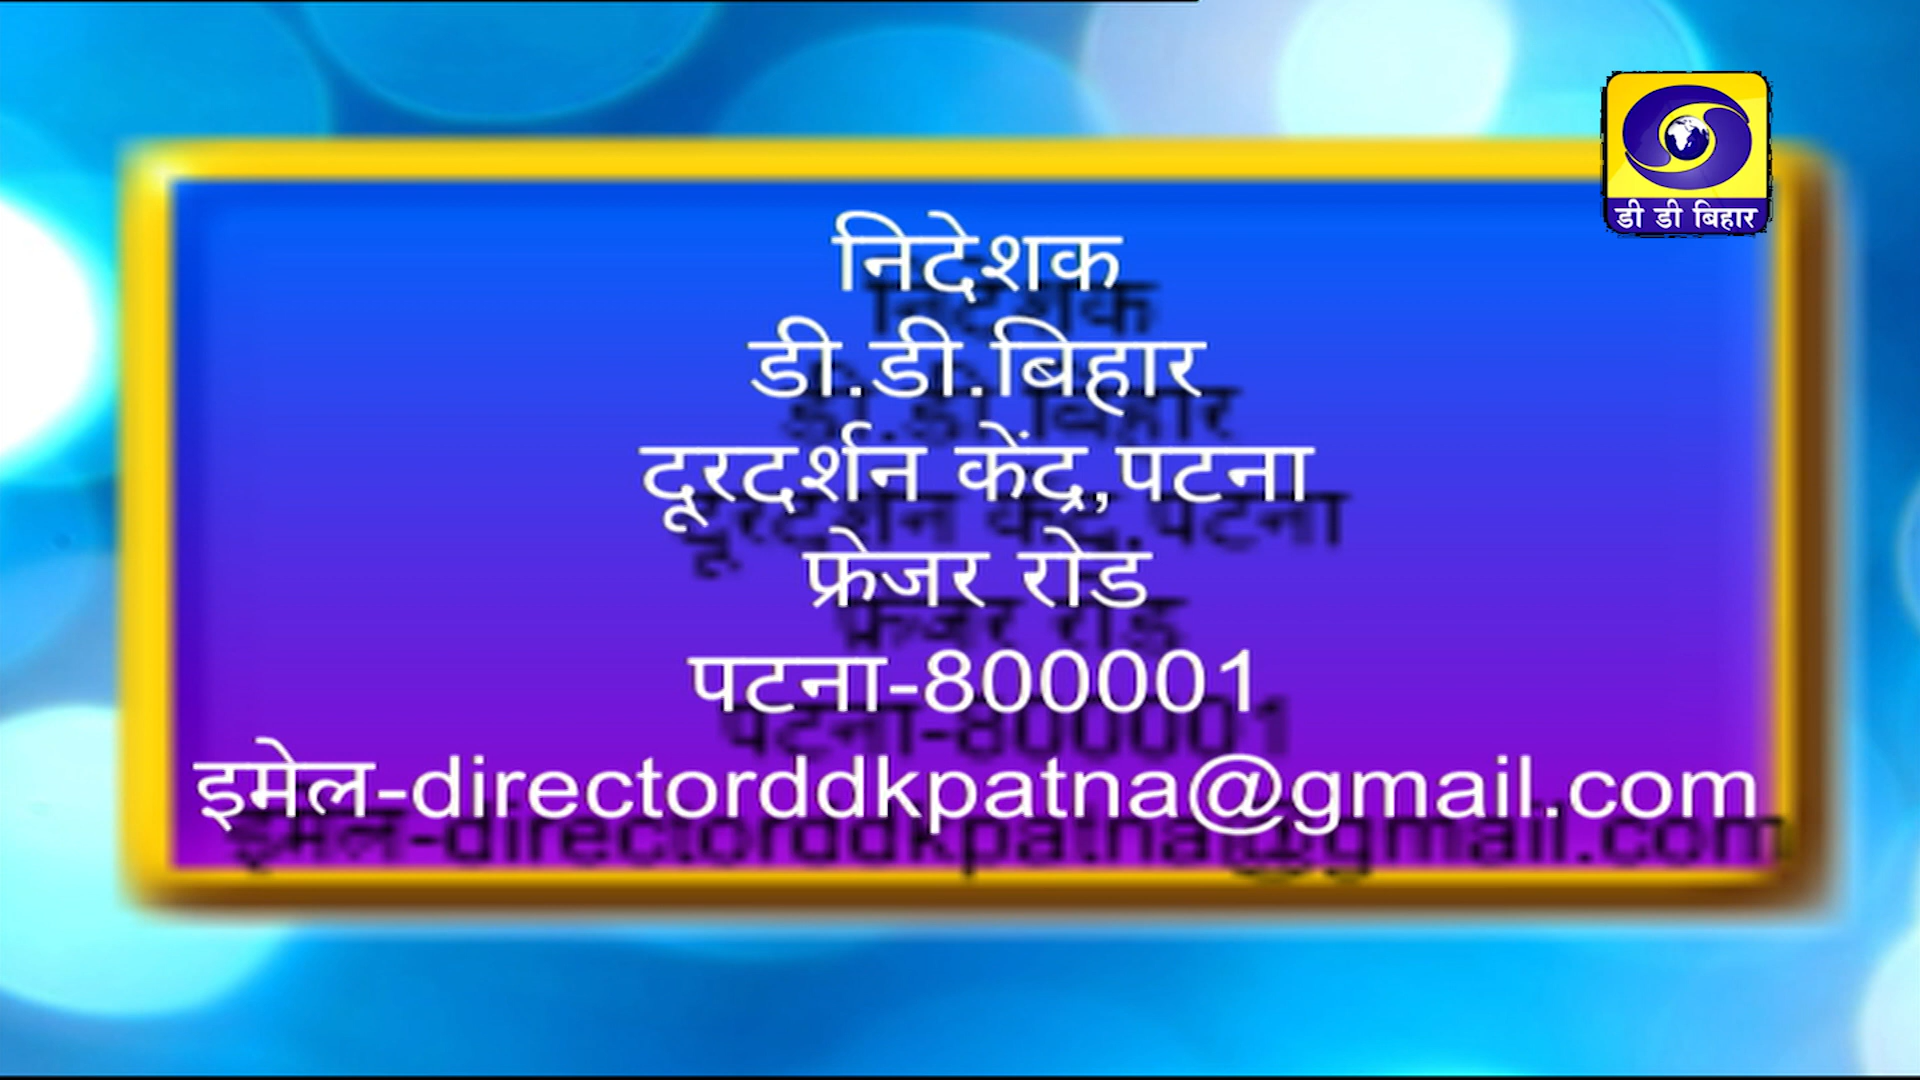 डी डी बिहार
निदेशक
डी.डी.बिहार
दूरदर्शन केंद्र,पटना
फ्रेजर रोड
पटना-800001
इमेल-directorddkpatna@gmail.com